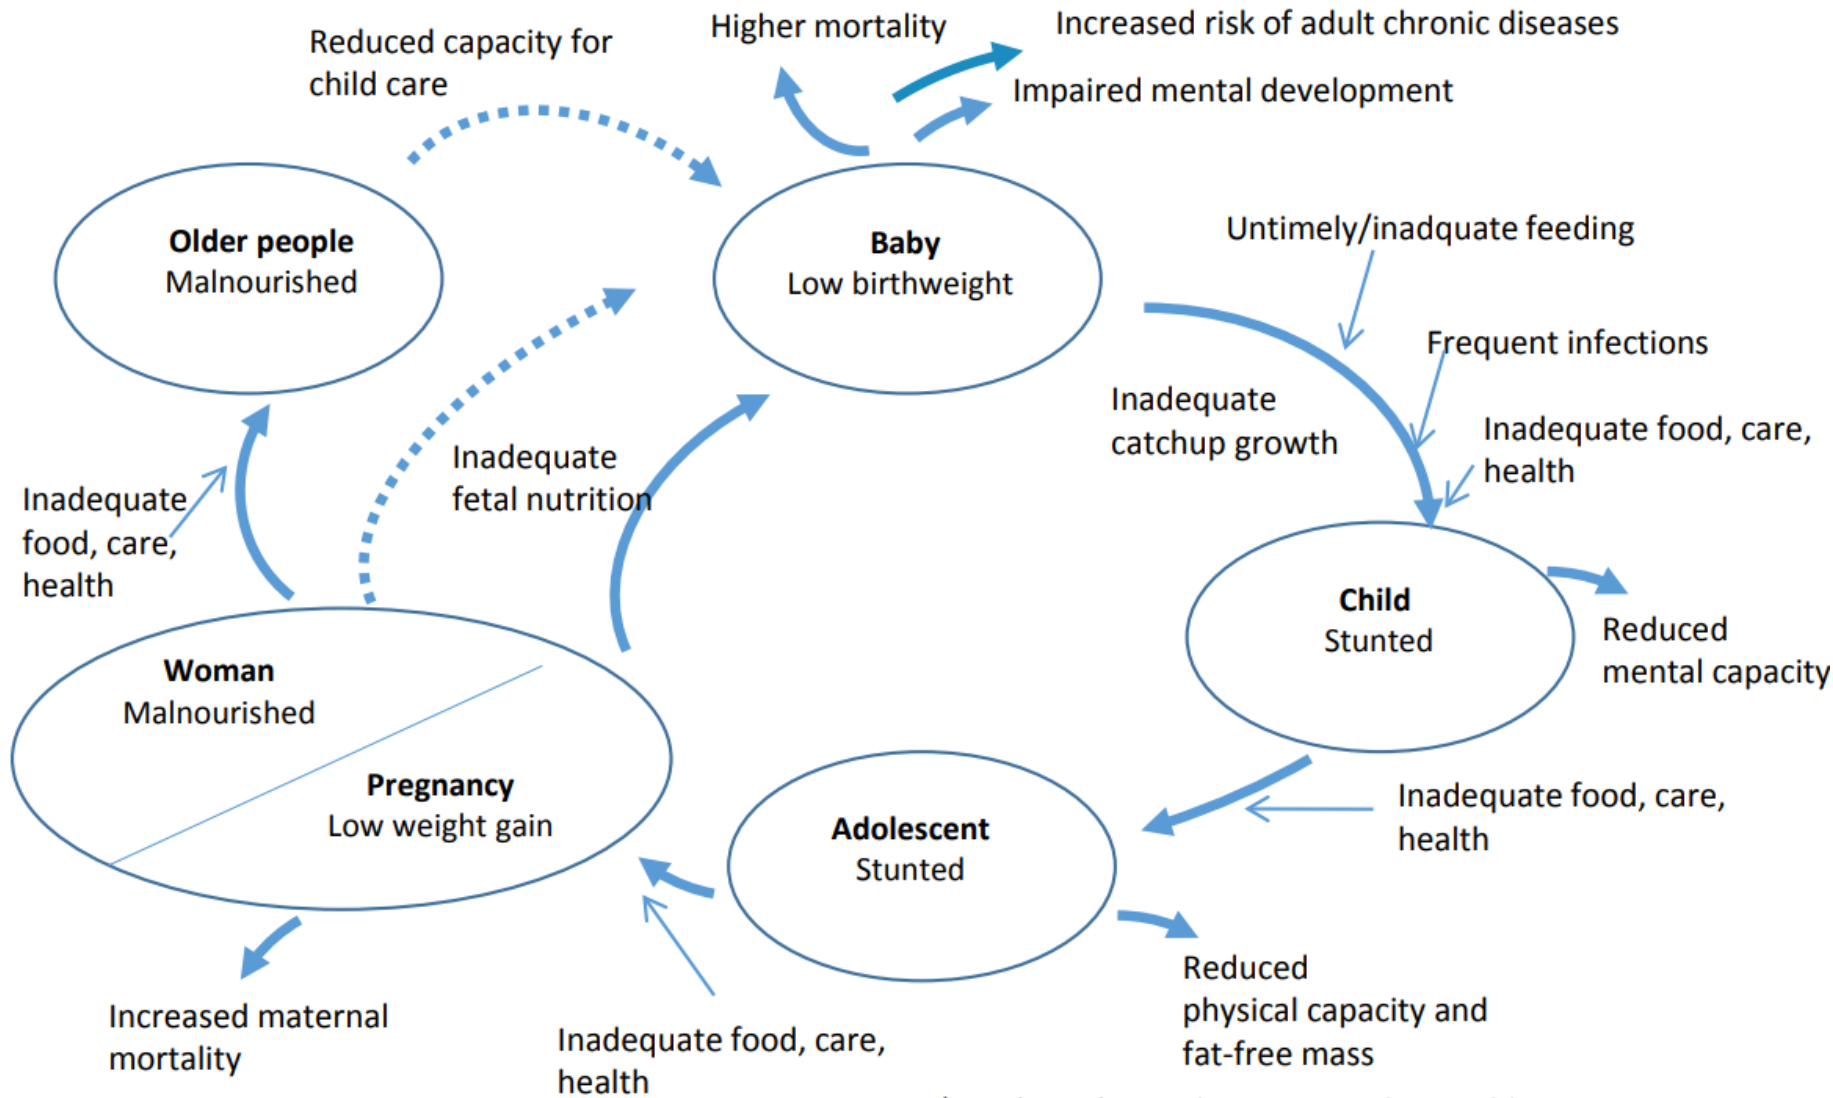 Higher mortality
Increased risk of adult chronic diseases
Reduced capacity for
child care
Impaired mental development
Older people
Malnourished
Baby
Low birthweight
Untimely/inadquate feeding
Frequent infections
Inadequate
catchup growth
Inadequate food, care,
health
Inadequate
fetal nutrition
Inadequate
food, care,
health
Child
Stunted
Reduced
mental capacity
Woman
Malnourished
Pregnancy
Low weight gain
Adolescent
Stunted
Inadequate food, care,
health
Reduced
physical capacity and
fat-free mass
Increased maternal
mortality
Inadequate food, care,
health